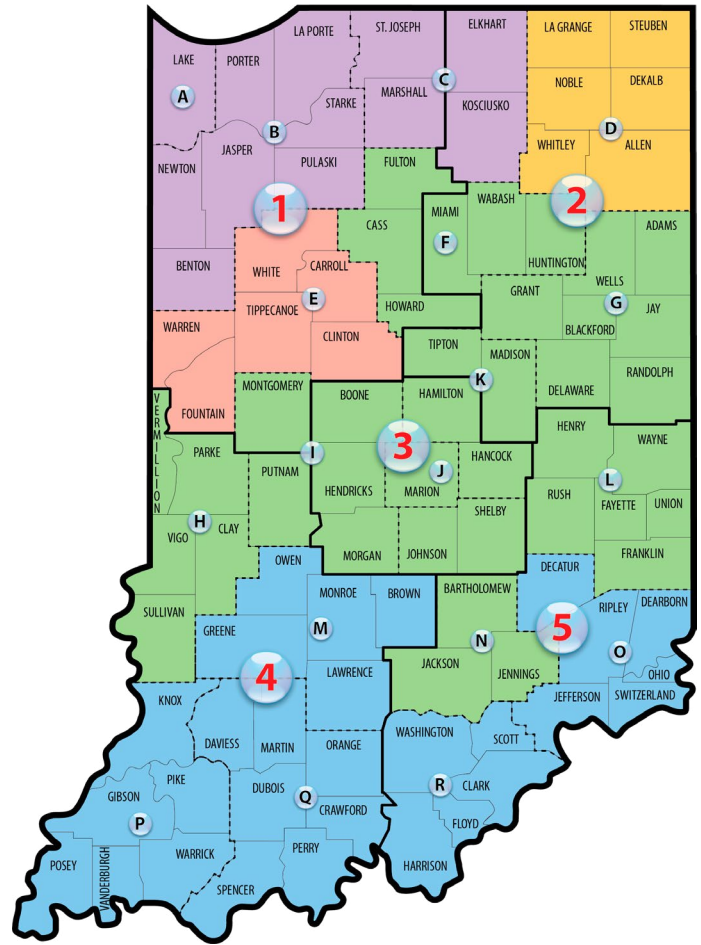 LA PORTE
ST. JOSEPH
ELKHART
LA GRANGE
STEUBEN
LAKE
PORTER
A
MARSHALL
C
NOBLE
DEKALB
STARKE
KOSCIUSKO
B
D
JASPER
WHITLEY
ALLEN
NEWTON
PULASKI
FULTON
1
MIAMI
WABASH
2
CASS
ADAMS
F
BENTON
WHITE
CARROLL
HUNTINGTON
WELLS
GRANT
G
E
TIPPECANOE
HOWARD
JAY
WARREN
BLACKFORD
CLINTON
TIPTON
MADISON
RANDOLPH
MONTGOMERY
BOONE
HAMILTON
K
DELAWARE
VERMILLION
FOUNTAIN
HENRY
WAYNE
PARKE
I
3
HANCOCK
PUTNAM
J
L
HENDRICKS
MARION
RUSH
FAYETTE
UNION
H
SHELBY
VIGO
CLAY
MORGAN
JOHNSON
FRANKLIN
OWEN
DECATUR
SULLIVAN
MONROE
BROWN
BARTHOLOMEW
RIPLEY
DEARBORN
GREENE
M
N
5
O
JACKSON
JENNINGS
4
LAWRENCE
OHIO
KNOX
JEFFERSON
SWITZERLAND
WASHINGTON
SCOTT
DAVIESS
MARTIN
ORANGE
PIKE
DUBOIS
R
CLARK
GIBSON
Q
CRAWFORD
P
FLOYD
PERRY
WARRICK
POSEY
VANDERBURGH
HARRISON
SPENCER